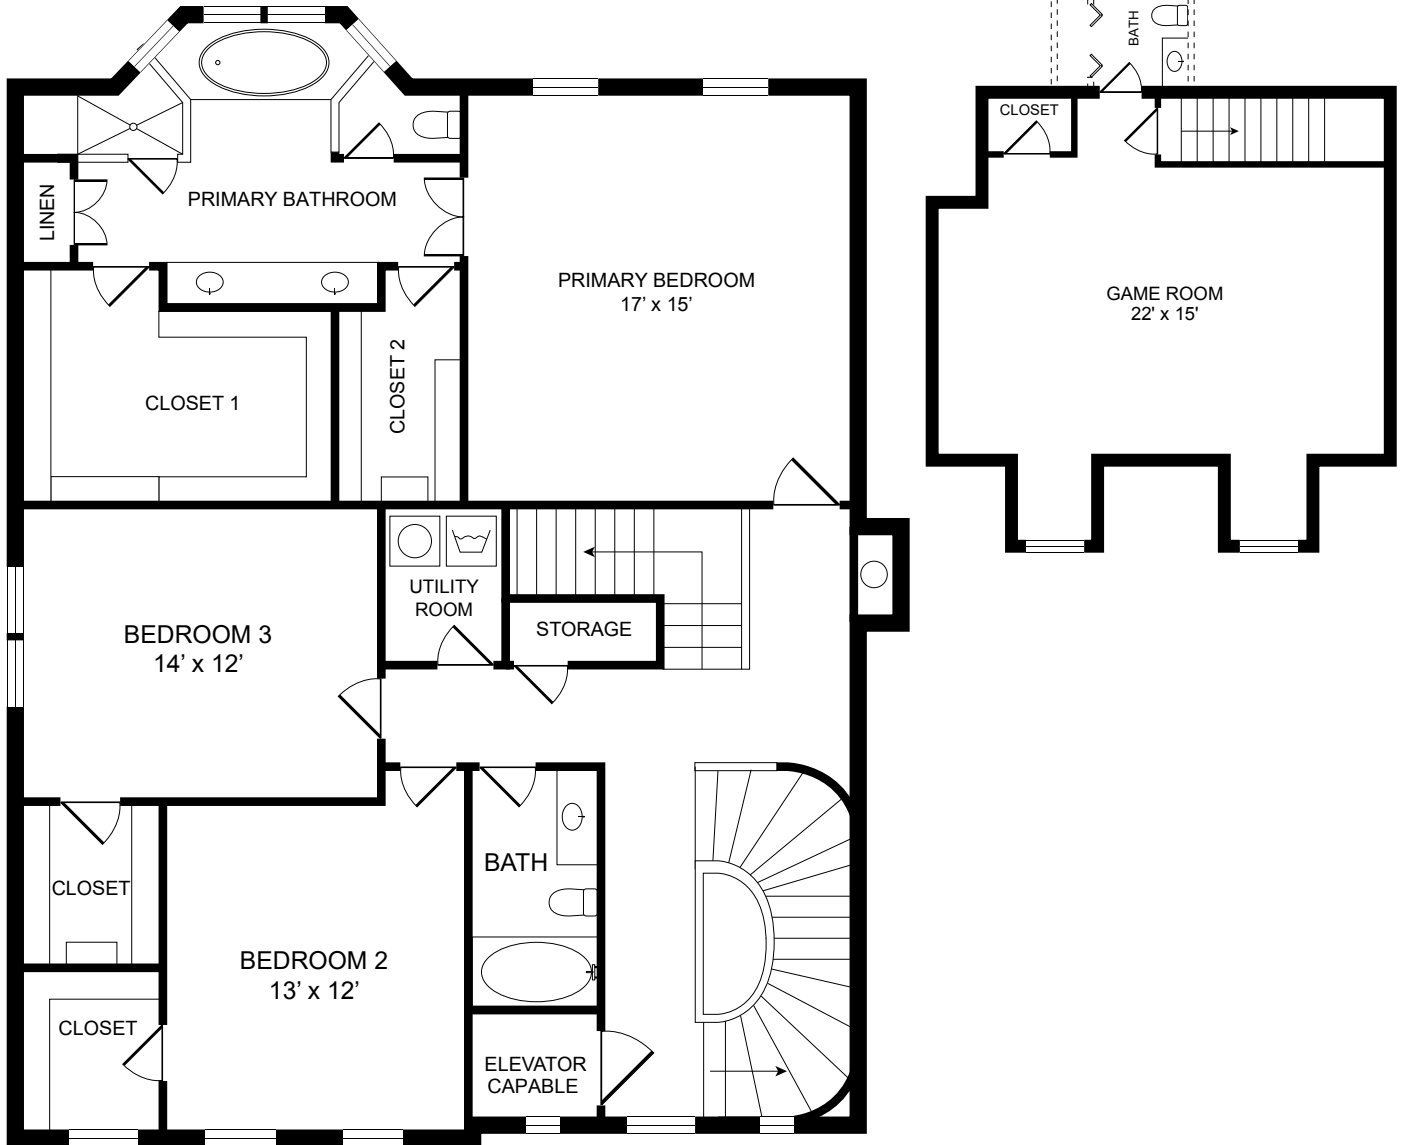 PRIMARY BATHROOM
LINEN
PRIMARY BEDROOM
17’ x 15’
CLOSET 1
CLOSET 2
UTILITY
ROOM
STORAGE
BEDROOM 3
14’ x 12’
CLOSET
BATH
BEDROOM 2
13’ x 12’
CLOSET
ELEVATOR
CAPABLE
BATH
CLOSET
GAME ROOM
22' x 15'